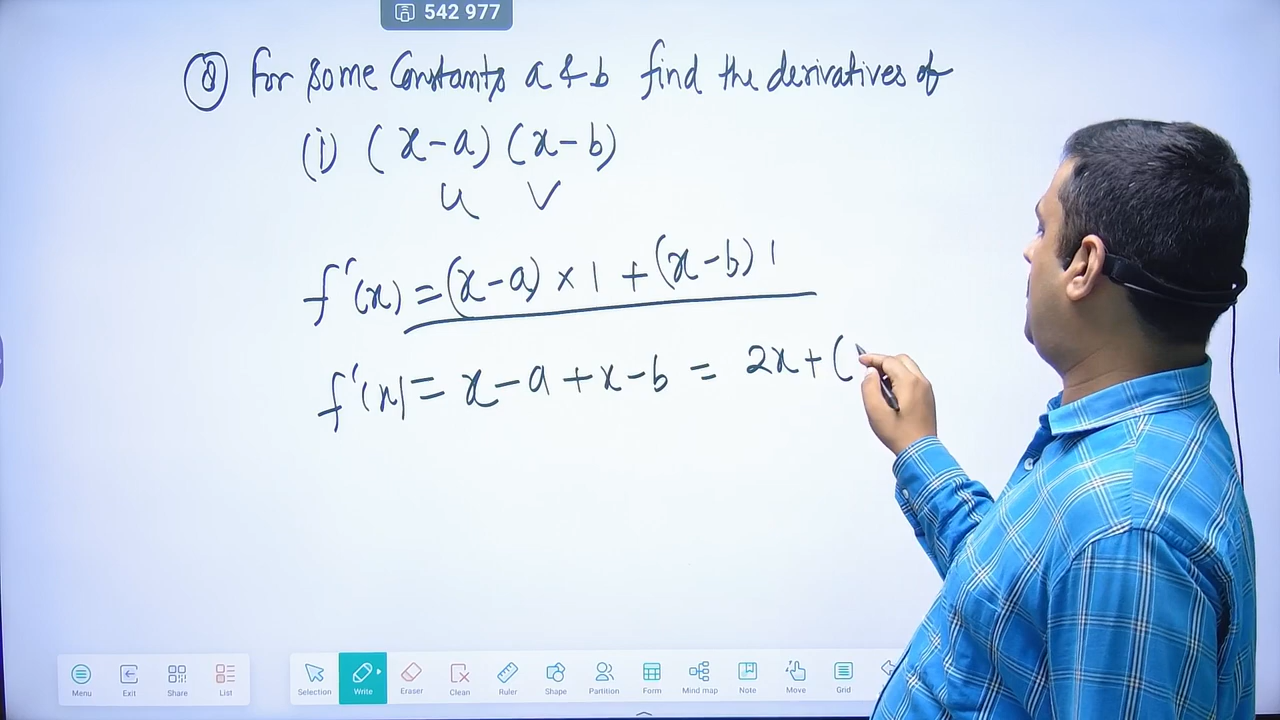 542 977
8 For some Constants a & b find the derivatives of
(i) (x-a)(x-b)
u v
f'(x) = (x-a) × 1 + (x-b) 1
f'(x) = x-a+x-b = 2x+(
Menu Exit Share List Selection Write Eraser Clean Ruler Shape Partition Form Mind map Note Move Grid